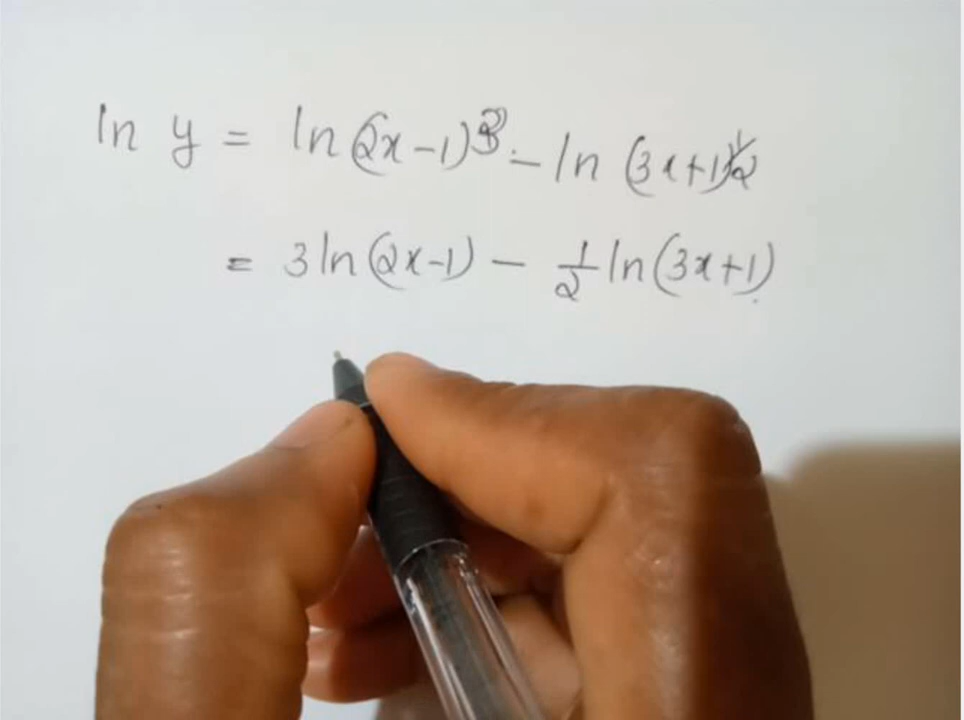 ln y = ln(2x-1)³ - ln (3x+1)^½
= 3 ln(2x-1) - ½ ln(3x+1)